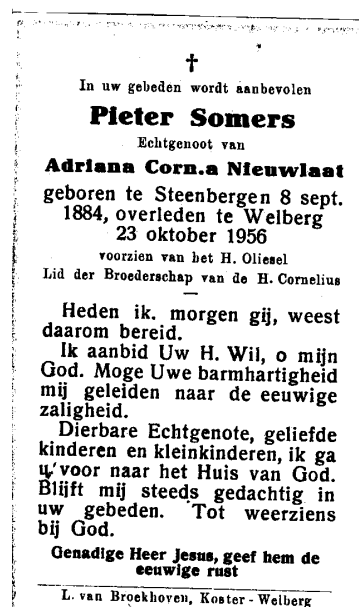 In uw gebeden wordt aanbevolen
Pieter Somers
Echtgenoot van
Adriana Corn.a Nieuwlaat
geboren te Steenbergen 8 sept.
1884, overleden te Welberg
23 oktober 1956
voorzien van het H. Oliesel
Lid der Broederschap van de H. Cornelius
Heden ik. morgen gij, weest
daarom bereid.
Ik aanbid Uw H. Wil, o mijn
God. Moge Uwe barmhartigheid
mij geleiden naar de eeuwige
zaligheid.
Dierbare Echtgenote, geliefde
kinderen en kleinkinderen, ik ga
u voor naar het Huis van God.
Blijft mij steeds gedachtig in
uw gebeden. Tot weerziens
bij God.
Genadige Heer Jesus, geef hem de
eeuwige rust
L. van Broekhoven, Koster - Welberg